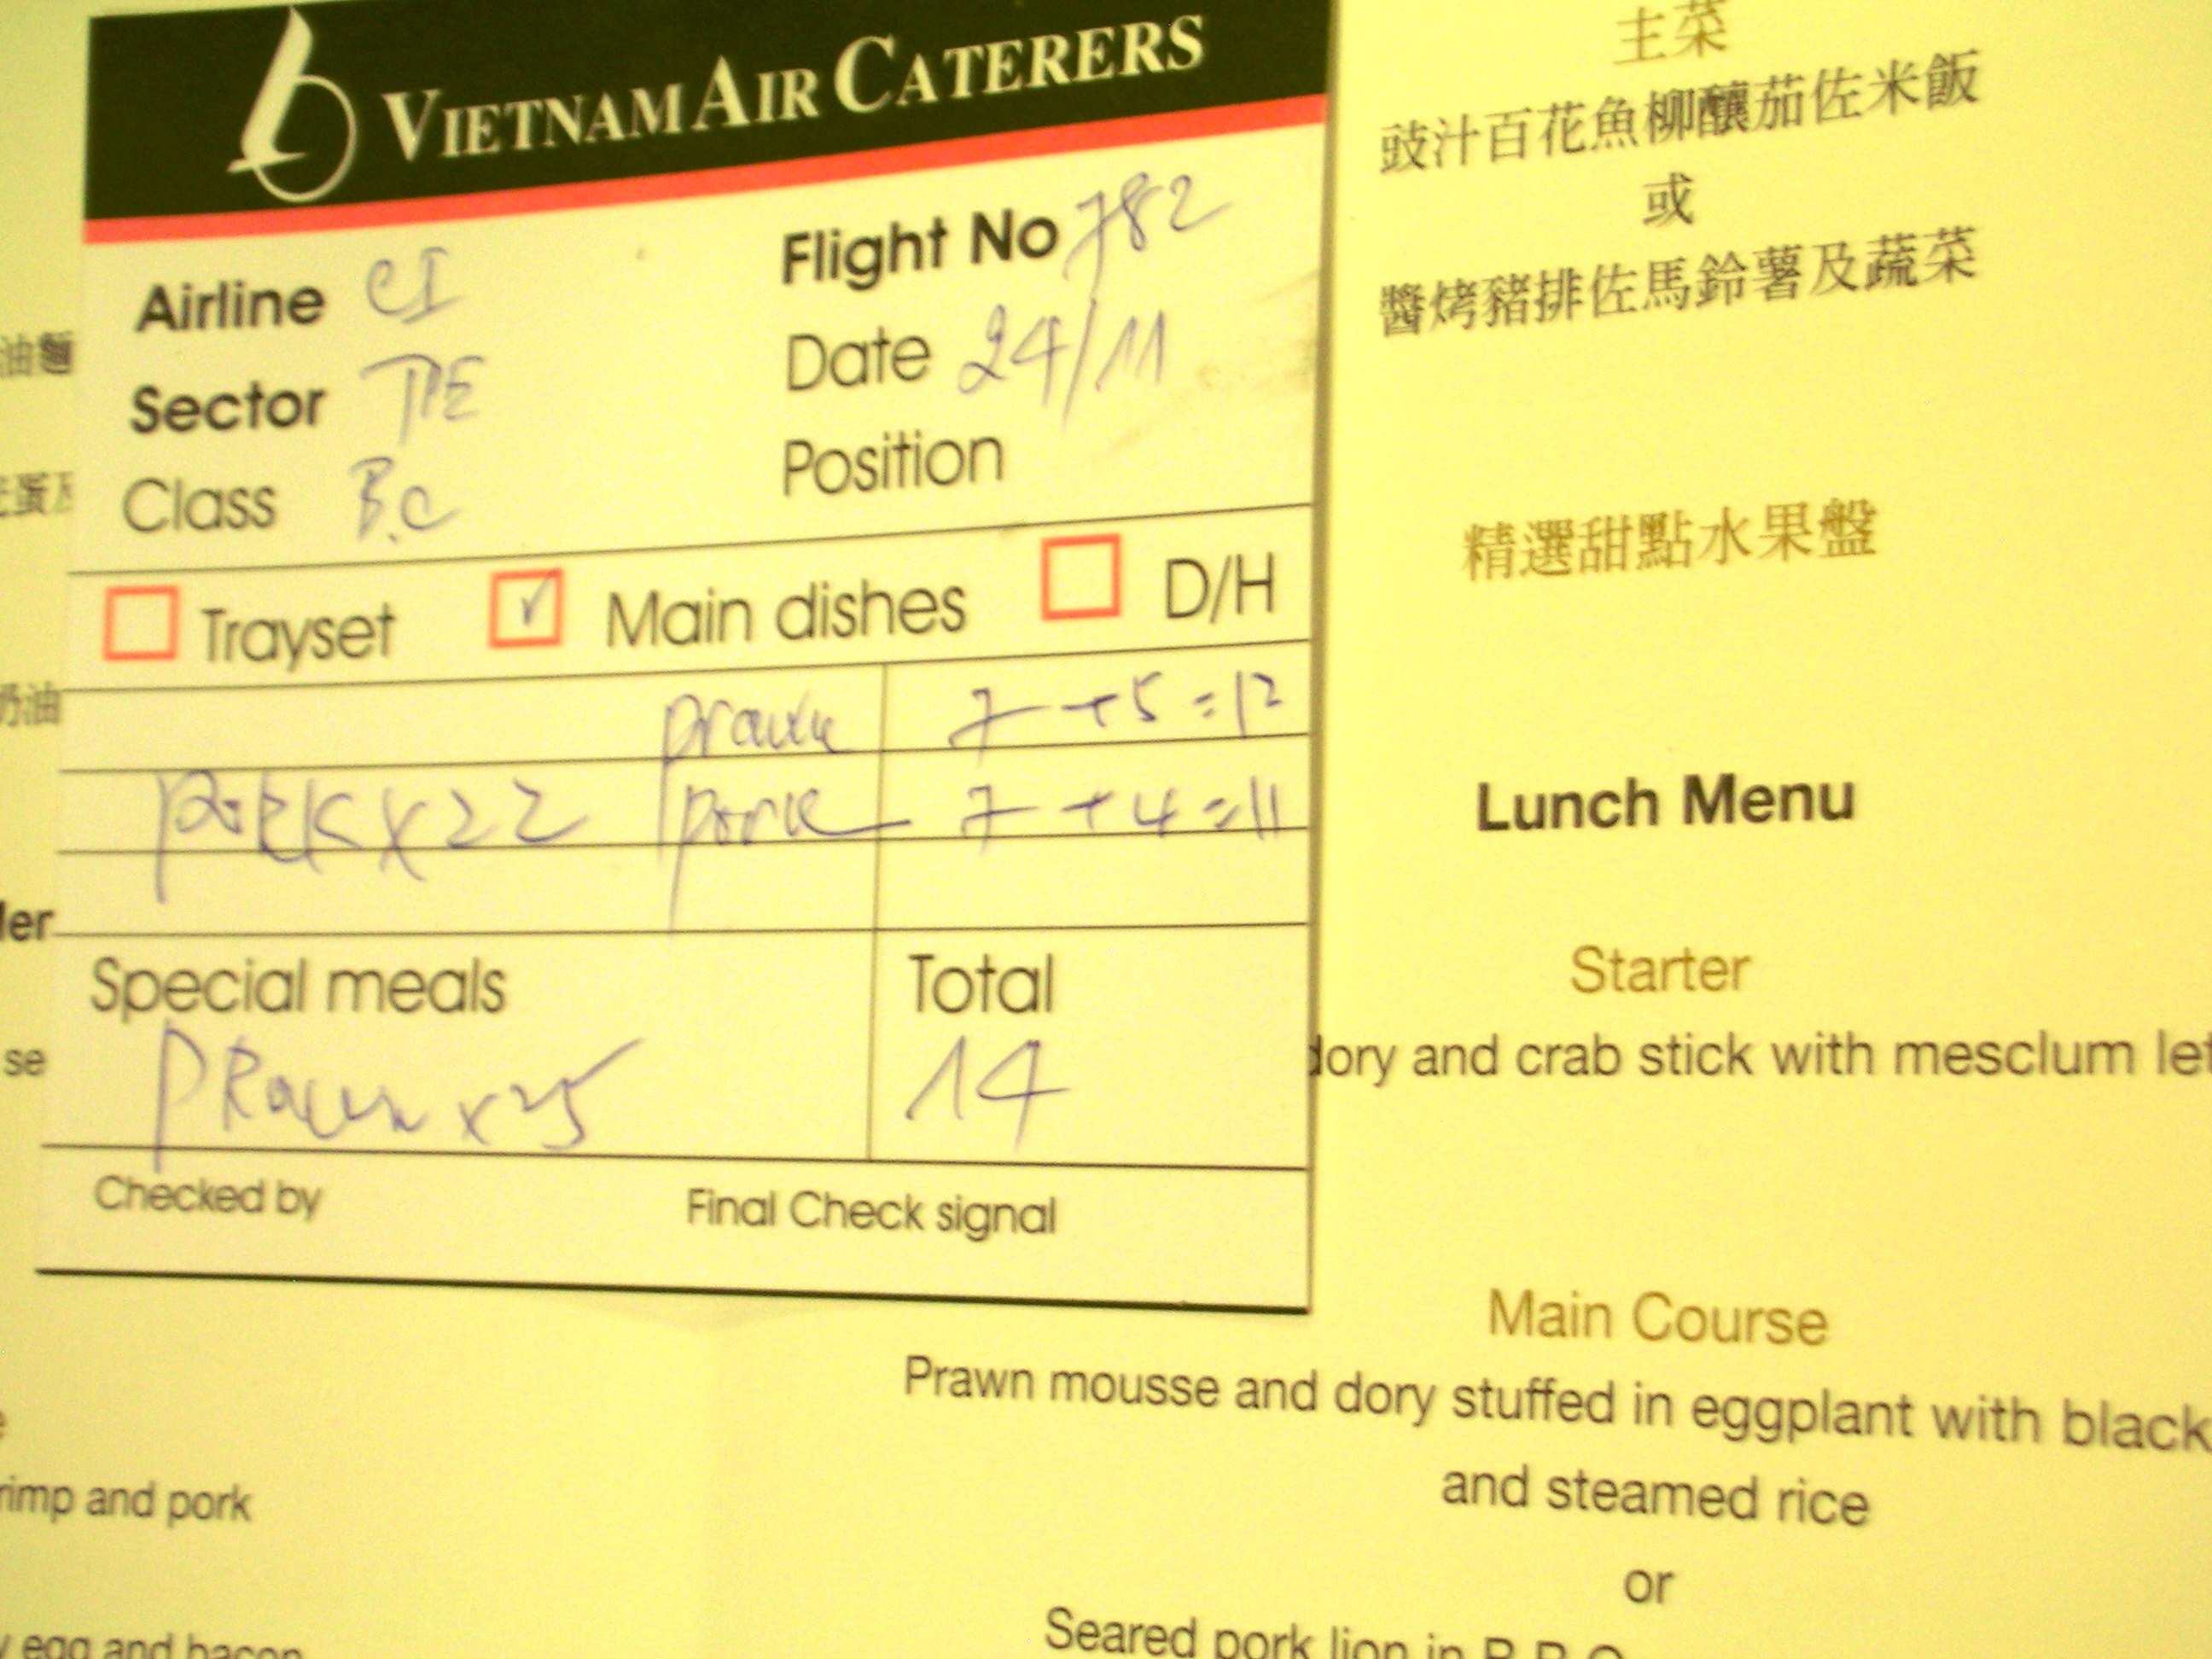 VIETNAM AIR CATERERS
Airline CI
Flight No 782
Sector TPE
Date 24/11
Class B.C
Position
Trayset
✓ Main dishes
D/H
prawn 7 + 5 = 12
PORK x 22 pork 7 + 4 = 11
Special meals
Total
PRawn x 25
14
Checked by
Final Check signal
油麵
奶油
se
rimp and pork
egg and bacon
主菜
豉汁百花魚柳釀茄佐米飯
或
醬烤豬排佐馬鈴薯及蔬菜
精選甜點水果盤
Lunch Menu
Starter
dory and crab stick with mesclum let
Main Course
Prawn mousse and dory stuffed in eggplant with black
and steamed rice
or
Seared pork lion in B.B.Q